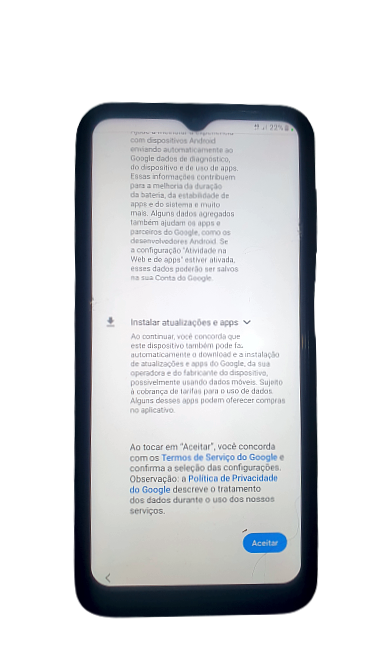 22%
Ajude a melhorar a experiência
com dispositivos Android
enviando automaticamente ao
Google dados de diagnóstico,
do dispositivo e de uso de apps.
Essas informações contribuem
para a melhoria da duração
da bateria, da estabilidade de
apps e do sistema e muito
mais. Alguns dados agregados
também ajudam os apps e
parceiros do Google, como os
desenvolvedores Android. Se
a configuração "Atividade na
Web e de apps" estiver ativada,
esses dados poderão ser salvos
na sua Conta do Google.
Instalar atualizações e apps
Ao continuar, você concorda que
este dispositivo também pode fa.
automaticamente o download e a instalação
de atualizações e apps do Google, da sua
operadora e do fabricante do dispositivo,
possivelmente usando dados móveis. Sujeito
à cobrança de tarifas para o uso de dados.
Alguns desses apps podem oferecer compras
no aplicativo.
Ao tocar em "Aceitar", você concorda
com os Termos de Serviço do Google e
confirma a seleção das configurações.
Observação: a Política de Privacidade
do Google descreve o tratamento
dos dados durante o uso dos nossos
serviços.
Aceitar